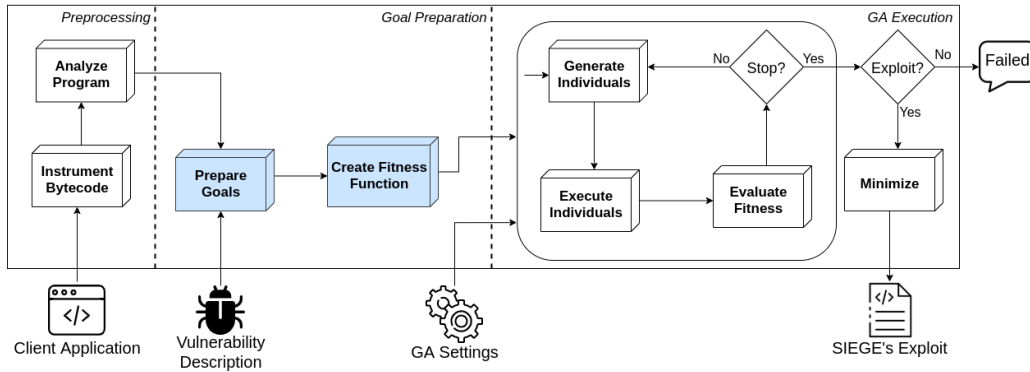 Preprocessing
Goal Preparation
GA Execution
Analyze
Program
Instrument
Bytecode
Prepare
Goals
Create Fitness
Function
Generate
Individuals
No
Stop?
Yes
Exploit?
No
Failed
Yes
Execute
Individuals
Evaluate
Fitness
Minimize
</>
Client Application
Vulnerability
Description
GA Settings
</>
SIEGE's Exploit